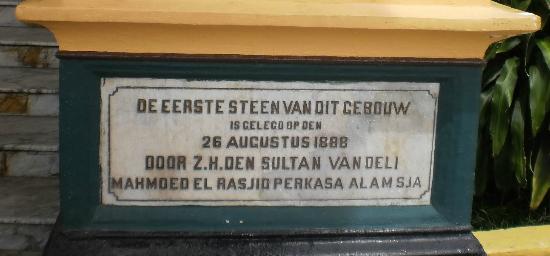 DE EERSTE STEEN VAN DIT GEBOUW
IS GELEGD OP DEN
26 AUGUSTUS 1888
DOOR Z.H. DEN SULTAN VAN DELI
MAHMOED EL RASJID PERKASA ALAM SJA